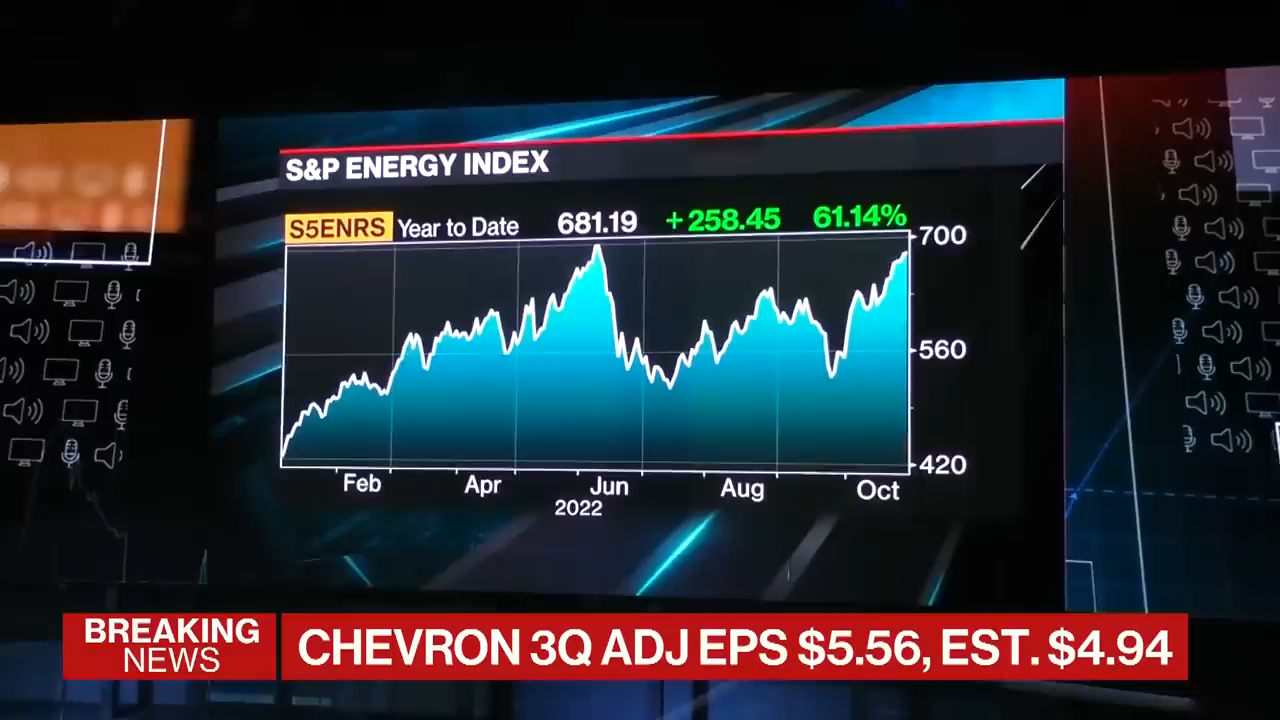 S&P ENERGY INDEX
S5ENRS Year to Date 681.19 +258.45 61.14%
700
560
420
Feb Apr Jun Aug Oct
2022
BREAKING NEWS
CHEVRON 3Q ADJ EPS $5.56, EST. $4.94